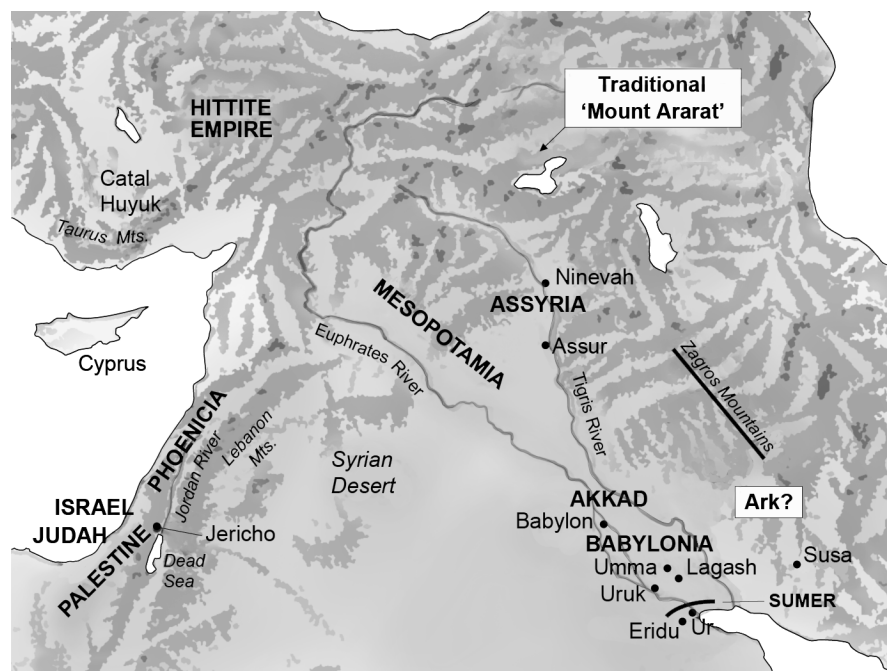 Traditional
'Mount Ararat'
HITTITE
EMPIRE
Catal
Huyuk
Taurus Mts.
Ninevah
ASSYRIA
MESOPOTAMIA
Assur
Euphrates River
Cyprus
Zagros Mountains
Tigris River
PHOENICIA
Jordan River
Lebanon
Mts.
Syrian
Desert
Ark?
AKKAD
ISRAEL
JUDAH
Jericho
Babylon
BABYLONIA
PALESTINE
Dead
Sea
Umma
Lagash
Susa
Uruk
SUMER
Eridu
Ur